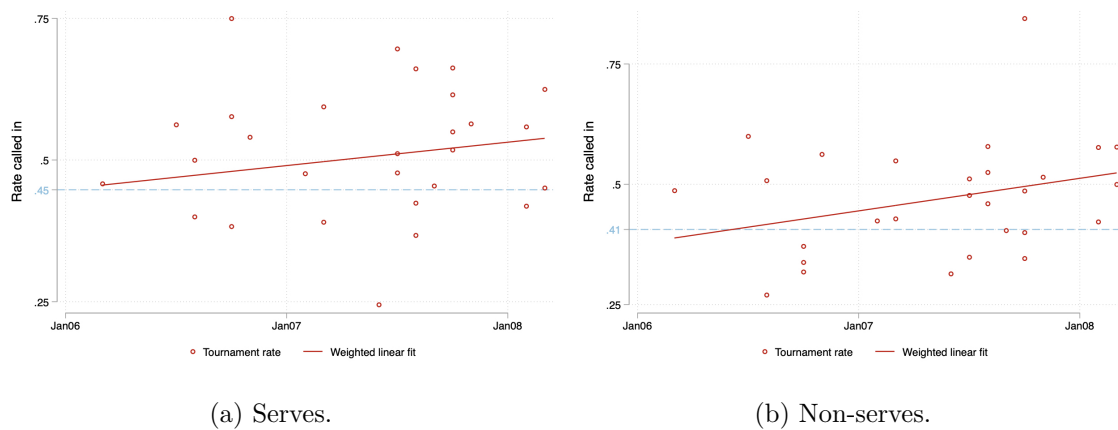 .75
.5
.45
.25
Rate called in
Jan06 Jan07 Jan08
Tournament rate Weighted linear fit
(a) Serves.
.75
.5
.41
.25
Rate called in
Jan06 Jan07 Jan08
Tournament rate Weighted linear fit
(b) Non-serves.